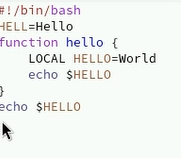 #!/bin/bash
HELL=Hello
function hello {
LOCAL HELLO=World
echo $HELLO
}
echo $HELLO